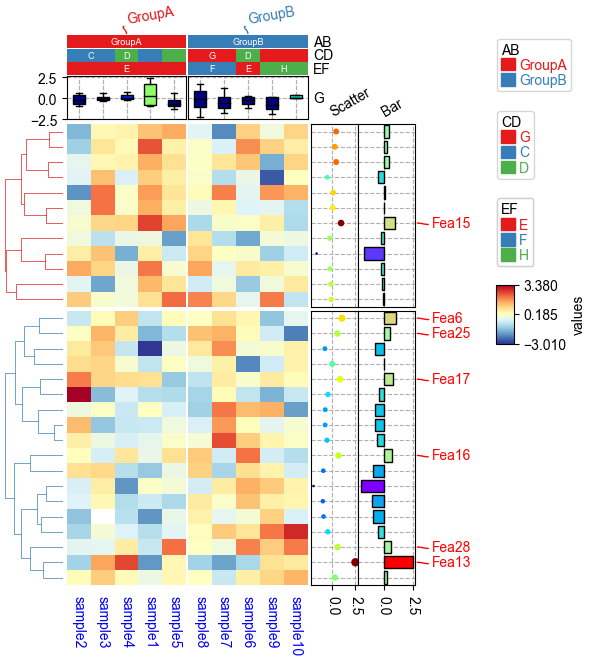 GroupA
GroupB
GroupA
GroupB
AB
C
D
G
D
CD
E
F
E
H
EF
2.5
0.0
−2.5
G
Scatter
Bar
Fea15
Fea6
Fea25
Fea17
Fea16
Fea28
Fea13
sample2
sample3
sample4
sample1
sample5
sample8
sample7
sample6
sample9
sample10
0.0
2.5
0.0
2.5
AB
GroupA
GroupB
CD
G
C
D
EF
E
F
H
3.380
0.185
−3.010
values